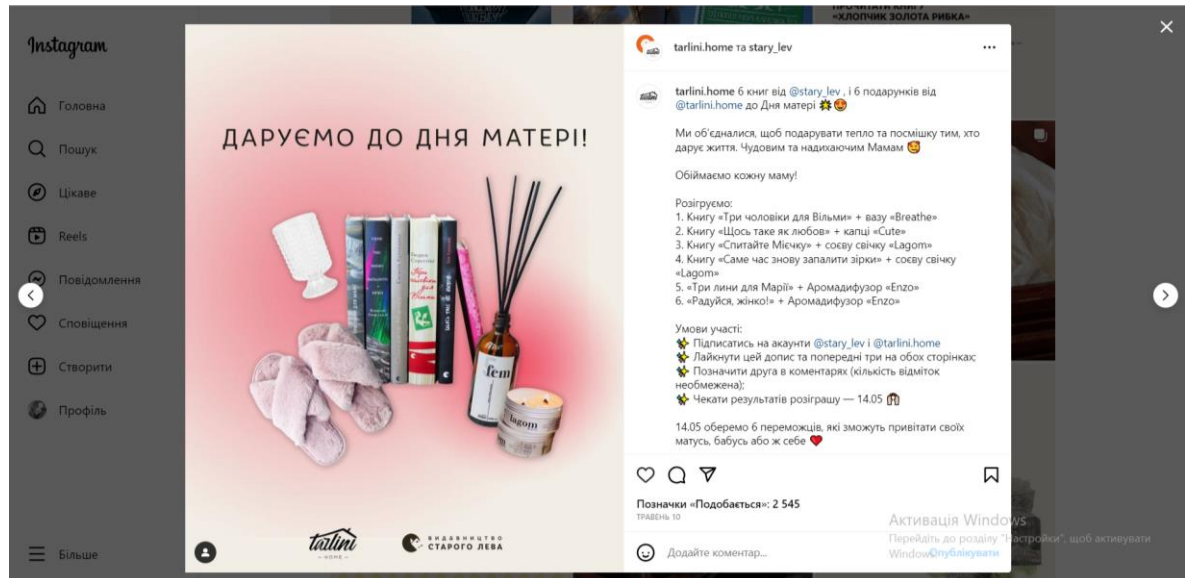 ПРОЧИТАТИ КНИГУ
«ХЛОПЧИК ЗОЛОТА РИБКА»
Instagram
Головна
Пошук
Цікаве
Reels
Повідомлення
Сповіщення
Створити
Профіль
Більше
ДАРУЄМО ДО ДНЯ МАТЕРІ!
fem
lagom
tarlini
– HOME –
ВИДАВНИЦТВО
СТАРОГО ЛЕВА
tarlini.home та stary_lev
tarlini.home 6 книг від @stary_lev , і 6 подарунків від
@tarlini.home до Дня матері 💥😍
Ми об’єдналися, щоб подарувати тепло та посмішку тим, хто
дарує життя. Чудовим та надихаючим Мамам 🥰
Обіймаємо кожну маму!
Розігруємо:
1. Книгу «Три чоловіки для Вільми» + вазу «Breathe»
2. Книгу «Щось таке як любов» + капці «Cute»
3. Книгу «Спитайте Мієчку» + соєву свічку «Lagom»
4. Книгу «Саме час знову запалити зірки» + соєву свічку
«Lagom»
5. «Три лини для Марії» + Аромадифузор «Enzo»
6. «Радуйся, жінко!» + Аромадифузор «Enzo»
Умови участі:
✨ Підписатись на акаунти @stary_lev і @tarlini.home
✨ Лайкнути цей допис та попередні три на обох сторінках;
✨ Позначити друга в коментарях (кількість відміток
необмежена);
✨ Чекати результатів розіграшу — 14.05
14.05 оберемо 6 переможців, які зможуть привітати своїх
матусь, бабусь або ж себе ❤️
Позначки «Подобається»: 2 545
ТРАВЕНЬ 10
Додайте коментар...
Опублікувати
Активація Windows
Перейдіть до розділу "Настройки", щоб активувати
Windows